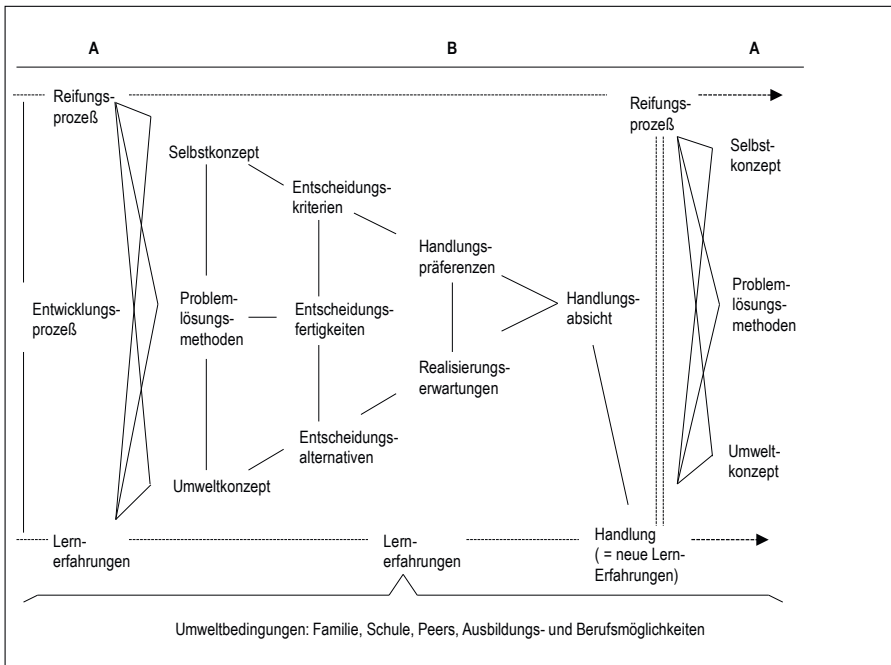 A B A
Reifungs-
prozeß
Reifungs-
prozeß
Selbstkonzept
Selbst-
konzept
Entscheidungs-
kriterien
Handlungs-
präferenzen
Entwicklungs-
prozeß
Problem-
lösungs-
methoden
Entscheidungs-
fertigkeiten
Handlungs-
absicht
Problem-
lösungs-
methoden
Realisierungs-
erwartungen
Entscheidungs-
alternativen
Umweltkonzept
Umwelt-
konzept
Lern-
erfahrungen
Lern-
erfahrungen
Handlung
( = neue Lern-
Erfahrungen)
Umweltbedingungen: Familie, Schule, Peers, Ausbildungs- und Berufsmöglichkeiten